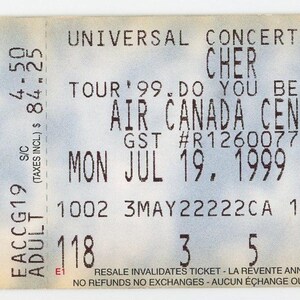 UNIVERSAL CONCERT
CHER
TOUR'99.DO YOU BE
AIR CANADA CEN
GST #R1260077
MON JUL 19, 1999
1002 3MAY22222CA 1
118 3 5
E1
RESALE INVALIDATES TICKET - LA REVENTE ANN
NO REFUNDS NO EXCHANGES - AUCUN ÉCHANGE OU
4.50
S/C
(TAXES INCL.) $ 84.25
EACCG19
ADULT